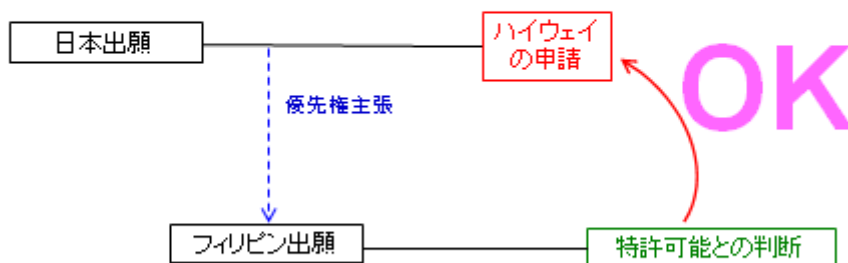 日本出願
ハイウェイ
の申請
OK
優先権主張
フィリピン出願
特許可能との判断